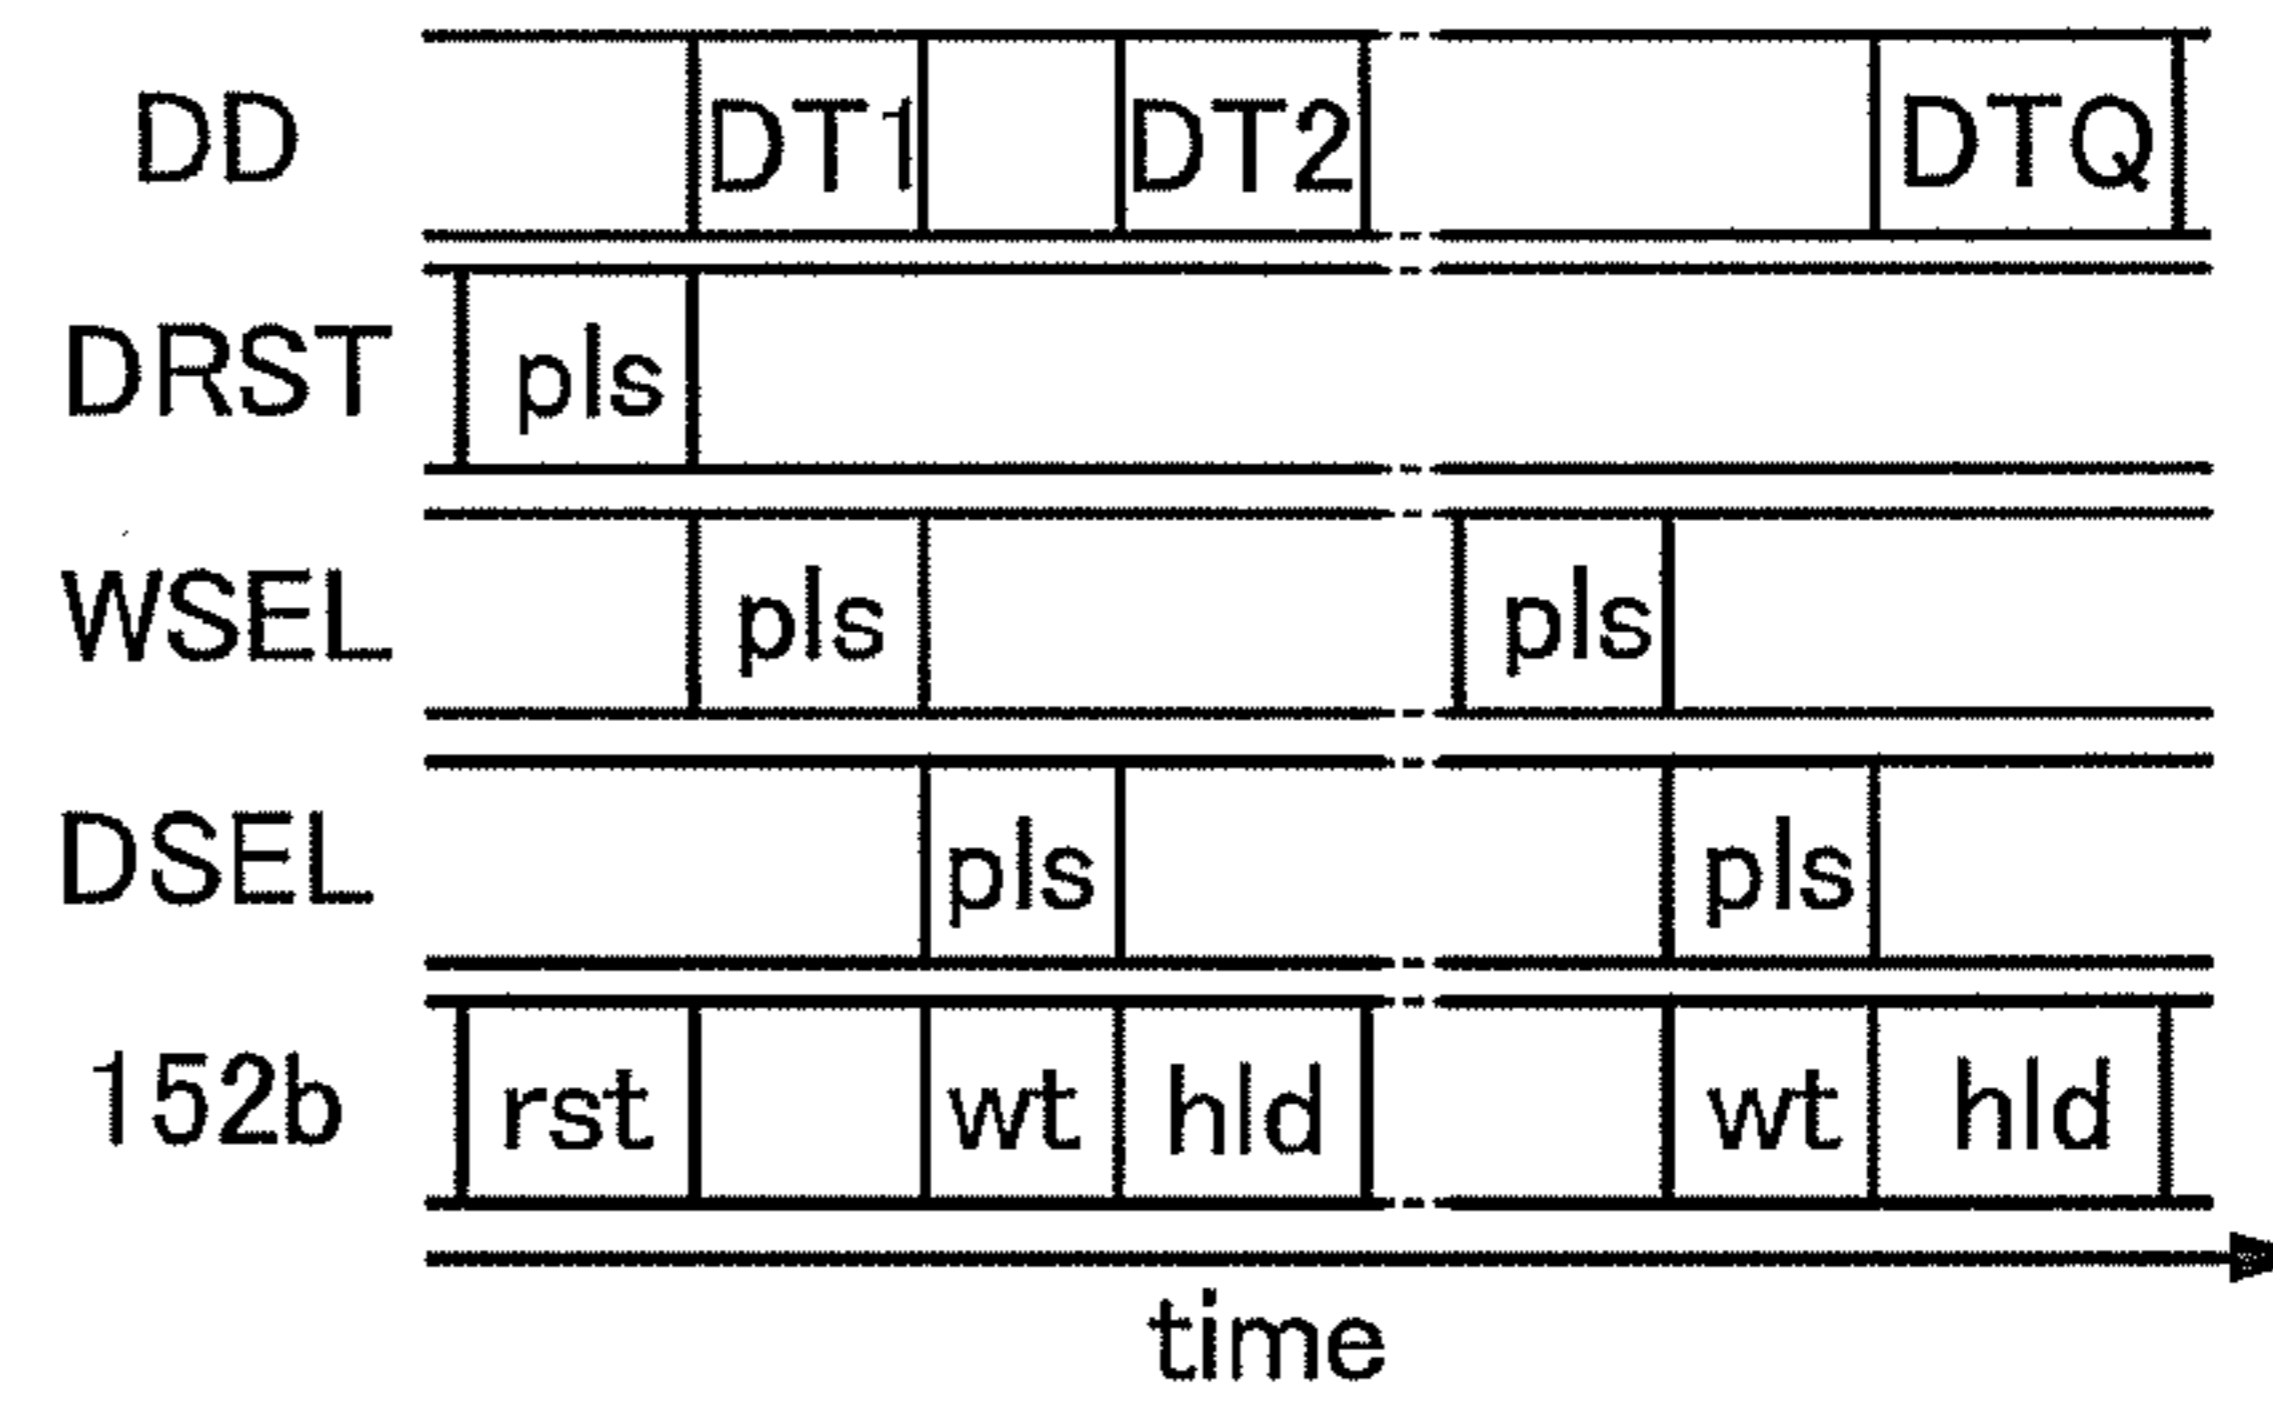 DD DT1 DT2 DTQ
DRST pls
WSEL pls pls
DSEL pls pls
152b rst wt hld wt hld
time